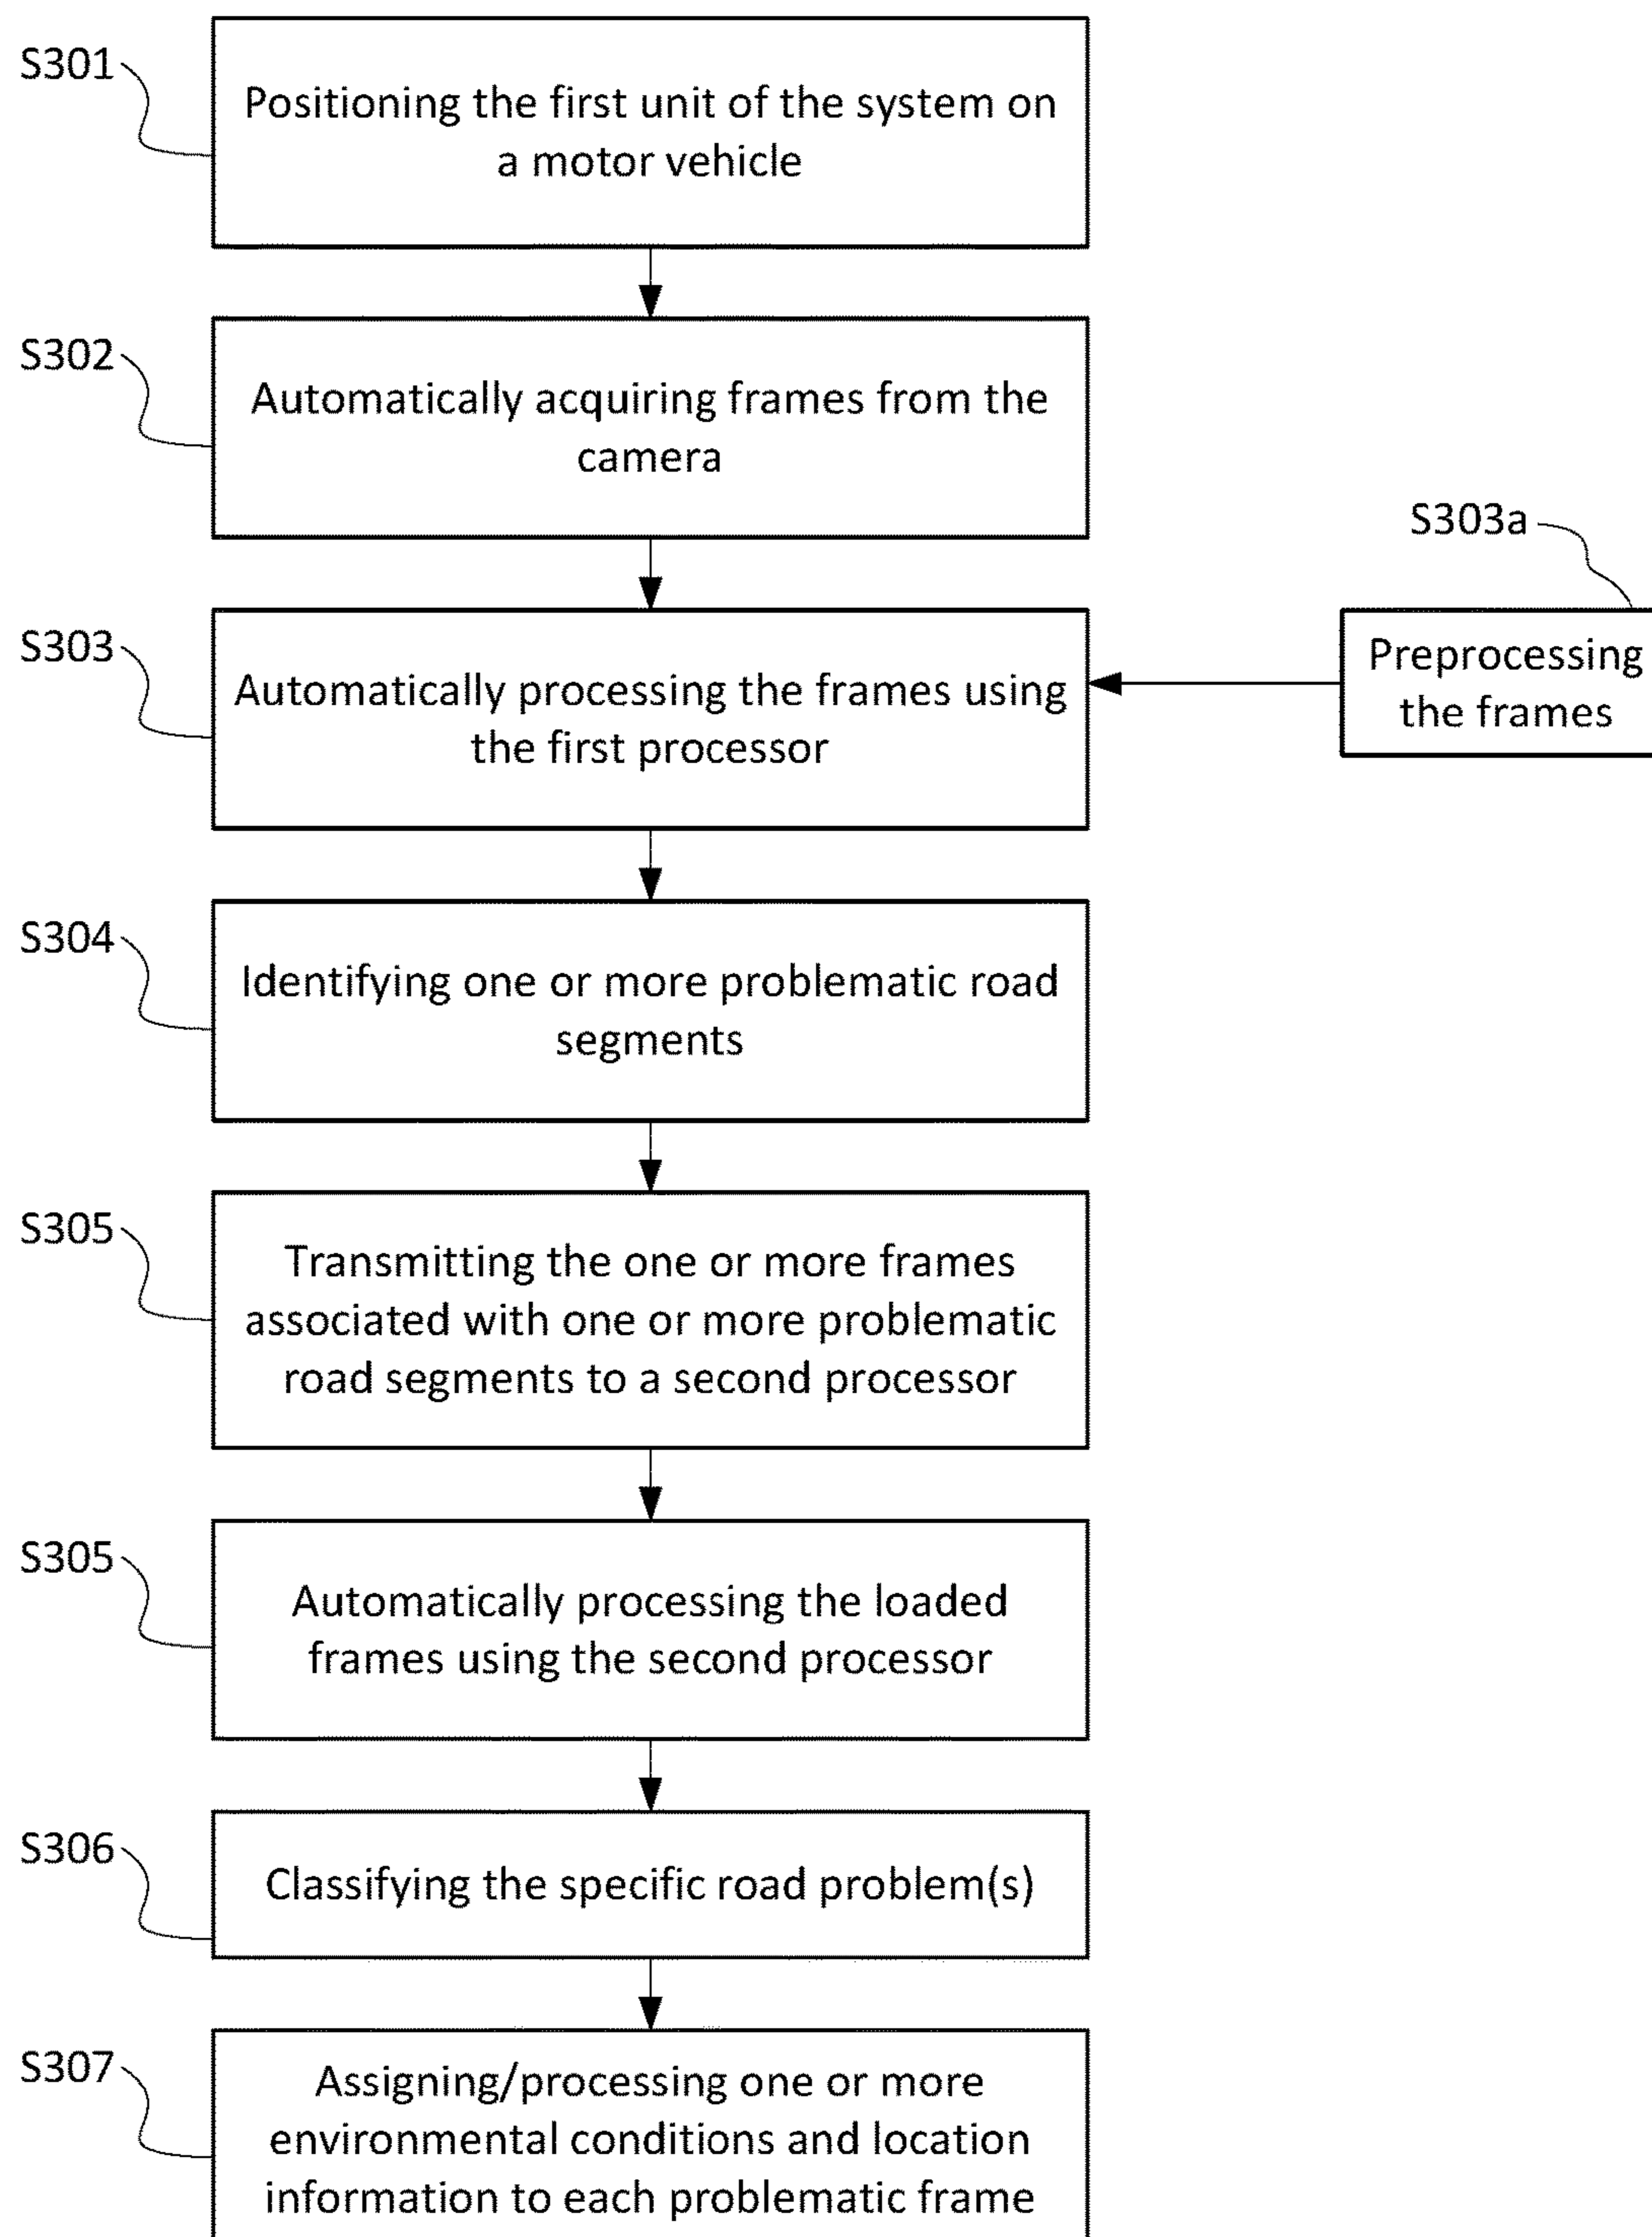 S301
Positioning the first unit of the system on
a motor vehicle
S302
Automatically acquiring frames from the
camera
S303a
Preprocessing
the frames
S303
Automatically processing the frames using
the first processor
S304
Identifying one or more problematic road
segments
S305
Transmitting the one or more frames
associated with one or more problematic
road segments to a second processor
S305
Automatically processing the loaded
frames using the second processor
S306
Classifying the specific road problem(s)
S307
Assigning/processing one or more
environmental conditions and location
information to each problematic frame